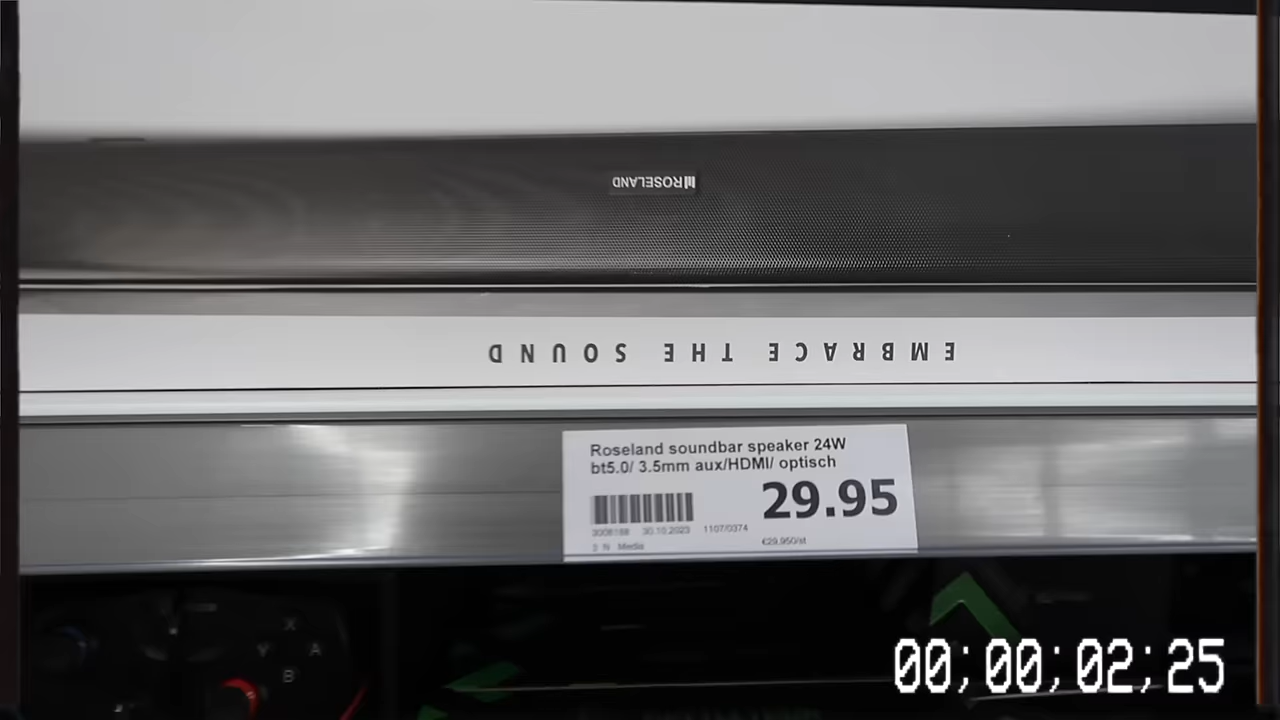 ROSELAND
EMBRACE THE SOUND
Roseland soundbar speaker 24W
bt5.0/ 3.5mm aux/HDMI/ optisch
29.95
30.10.2023 1107/0374
€29,950/st
N Media
X
Y A
B
00;00;02;25